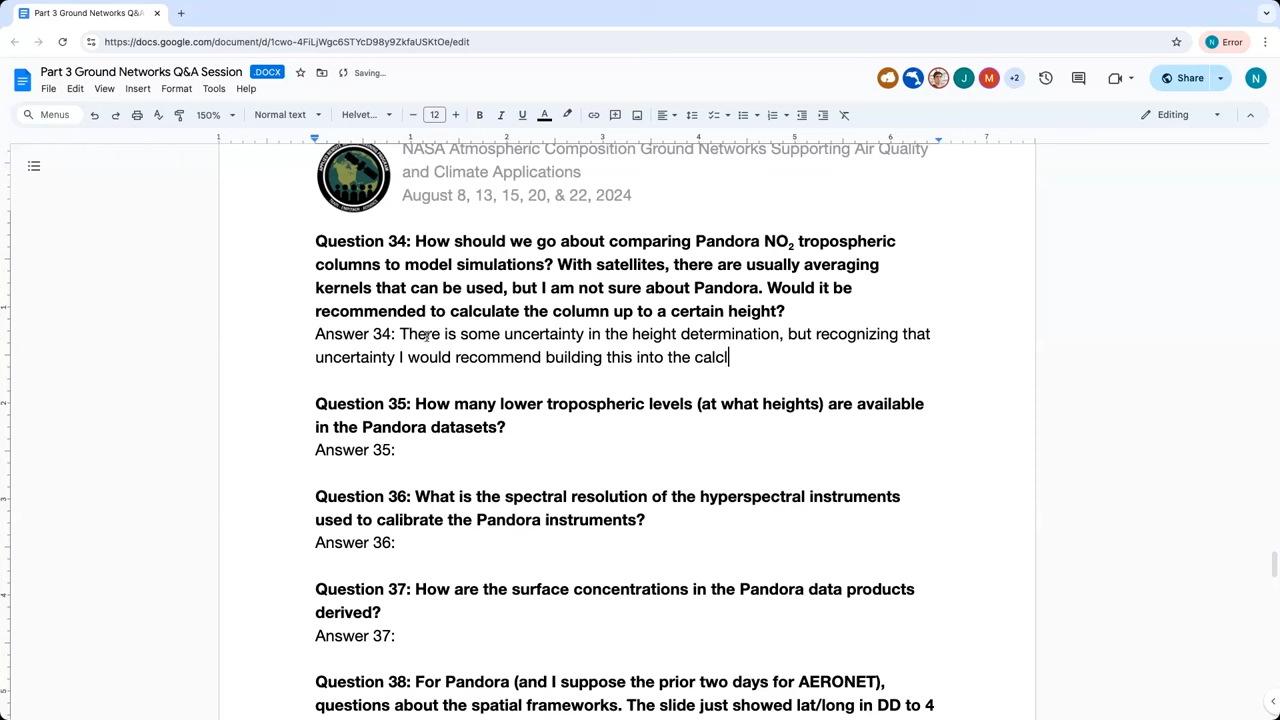 Part 3 Ground Networks Q&A
https://docs.google.com/document/d/1cwo-4FiLjWgc6STYcD98y9ZkfaUSKtOe/edit
N Error
Part 3 Ground Networks Q&A Session .DOCX Saving...
File Edit View Insert Format Tools Help
J M +2 Share N
Menus 150% Normal text Helvet... 12 B I U A Editing
1 1 2 3 4 5 6 7
NASA Atmospheric Composition Ground Networks Supporting Air Quality
and Climate Applications
August 8, 13, 15, 20, & 22, 2024
Question 34: How should we go about comparing Pandora NO₂ tropospheric
columns to model simulations? With satellites, there are usually averaging
kernels that can be used, but I am not sure about Pandora. Would it be
recommended to calculate the column up to a certain height?
Answer 34: There is some uncertainty in the height determination, but recognizing that
uncertainty I would recommend building this into the calcl
Question 35: How many lower tropospheric levels (at what heights) are available
in the Pandora datasets?
Answer 35:
Question 36: What is the spectral resolution of the hyperspectral instruments
used to calibrate the Pandora instruments?
Answer 36:
Question 37: How are the surface concentrations in the Pandora data products
derived?
Answer 37:
Question 38: For Pandora (and I suppose the prior two days for AERONET),
questions about the spatial frameworks. The slide just showed lat/long in DD to 4